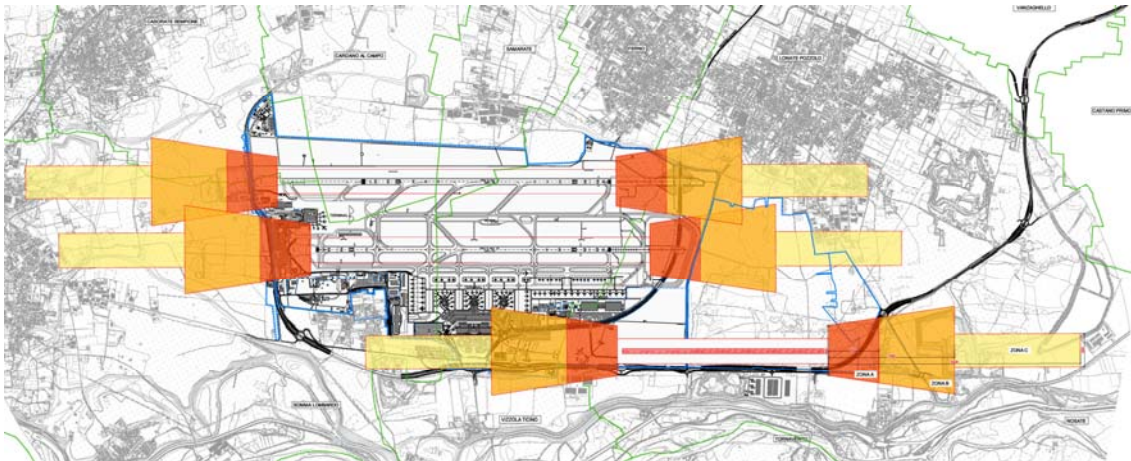 VANZAGHELLO
CASORATE SEMPIONE
CARDANO AL CAMPO
SAMARATE
FERNO
LONATE POZZOLO
CASTANO PRIMO
ZONA C
ZONA A
ZONA B
SOMMA LOMBARDO
VIZZOLA TICINO
TORNAVENTO
NOSATE